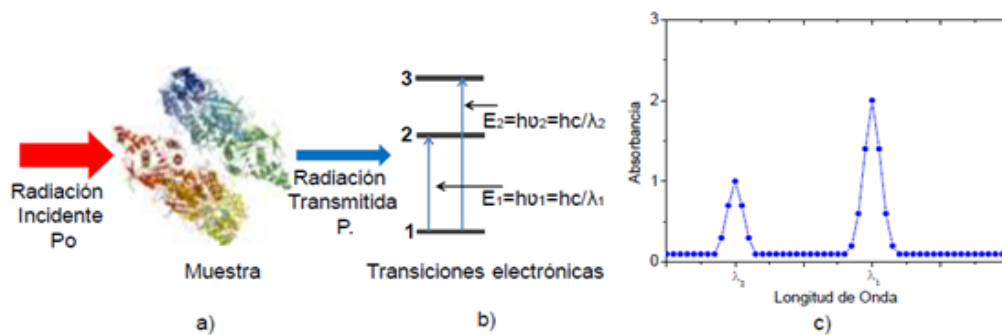 Radiación
Incidente
Po
Muestra
a)
Radiación
Transmitida
P.
3
2
1
E₂=hυ₂=hc/λ₂
E₁=hυ₁=hc/λ₁
Transiciones electrónicas
b)
Absorbancia
3
2
1
0
λ₂
λ₁
Longitud de Onda
c)